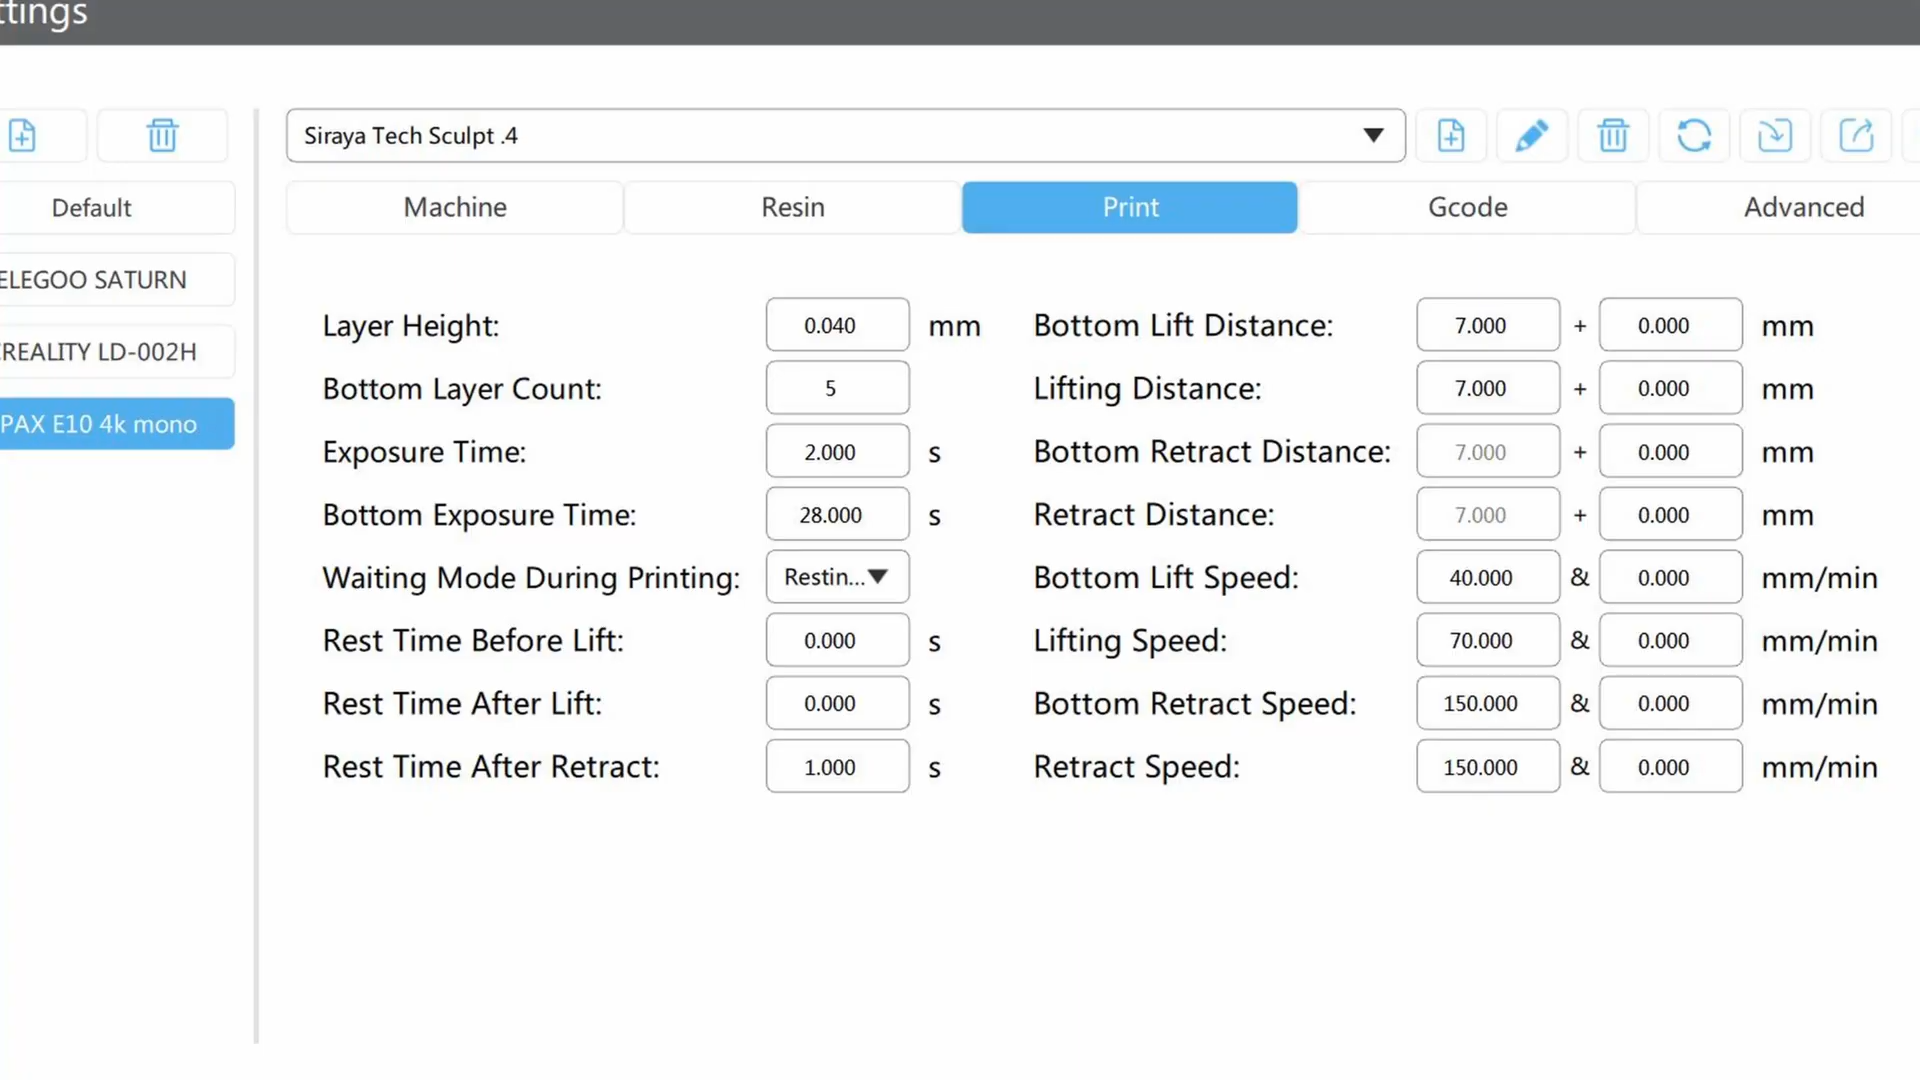 ttings
Siraya Tech Sculpt .4
Default
Machine
Resin
Print
Gcode
Advanced
ELEGOO SATURN
REALITY LD-002H
PAX E10 4k mono
Layer Height: 0.040 mm
Bottom Layer Count: 5
Exposure Time: 2.000 s
Bottom Exposure Time: 28.000 s
Waiting Mode During Printing: Restin...
Rest Time Before Lift: 0.000 s
Rest Time After Lift: 0.000 s
Rest Time After Retract: 1.000 s
Bottom Lift Distance: 7.000 + 0.000 mm
Lifting Distance: 7.000 + 0.000 mm
Bottom Retract Distance: 7.000 + 0.000 mm
Retract Distance: 7.000 + 0.000 mm
Bottom Lift Speed: 40.000 & 0.000 mm/min
Lifting Speed: 70.000 & 0.000 mm/min
Bottom Retract Speed: 150.000 & 0.000 mm/min
Retract Speed: 150.000 & 0.000 mm/min